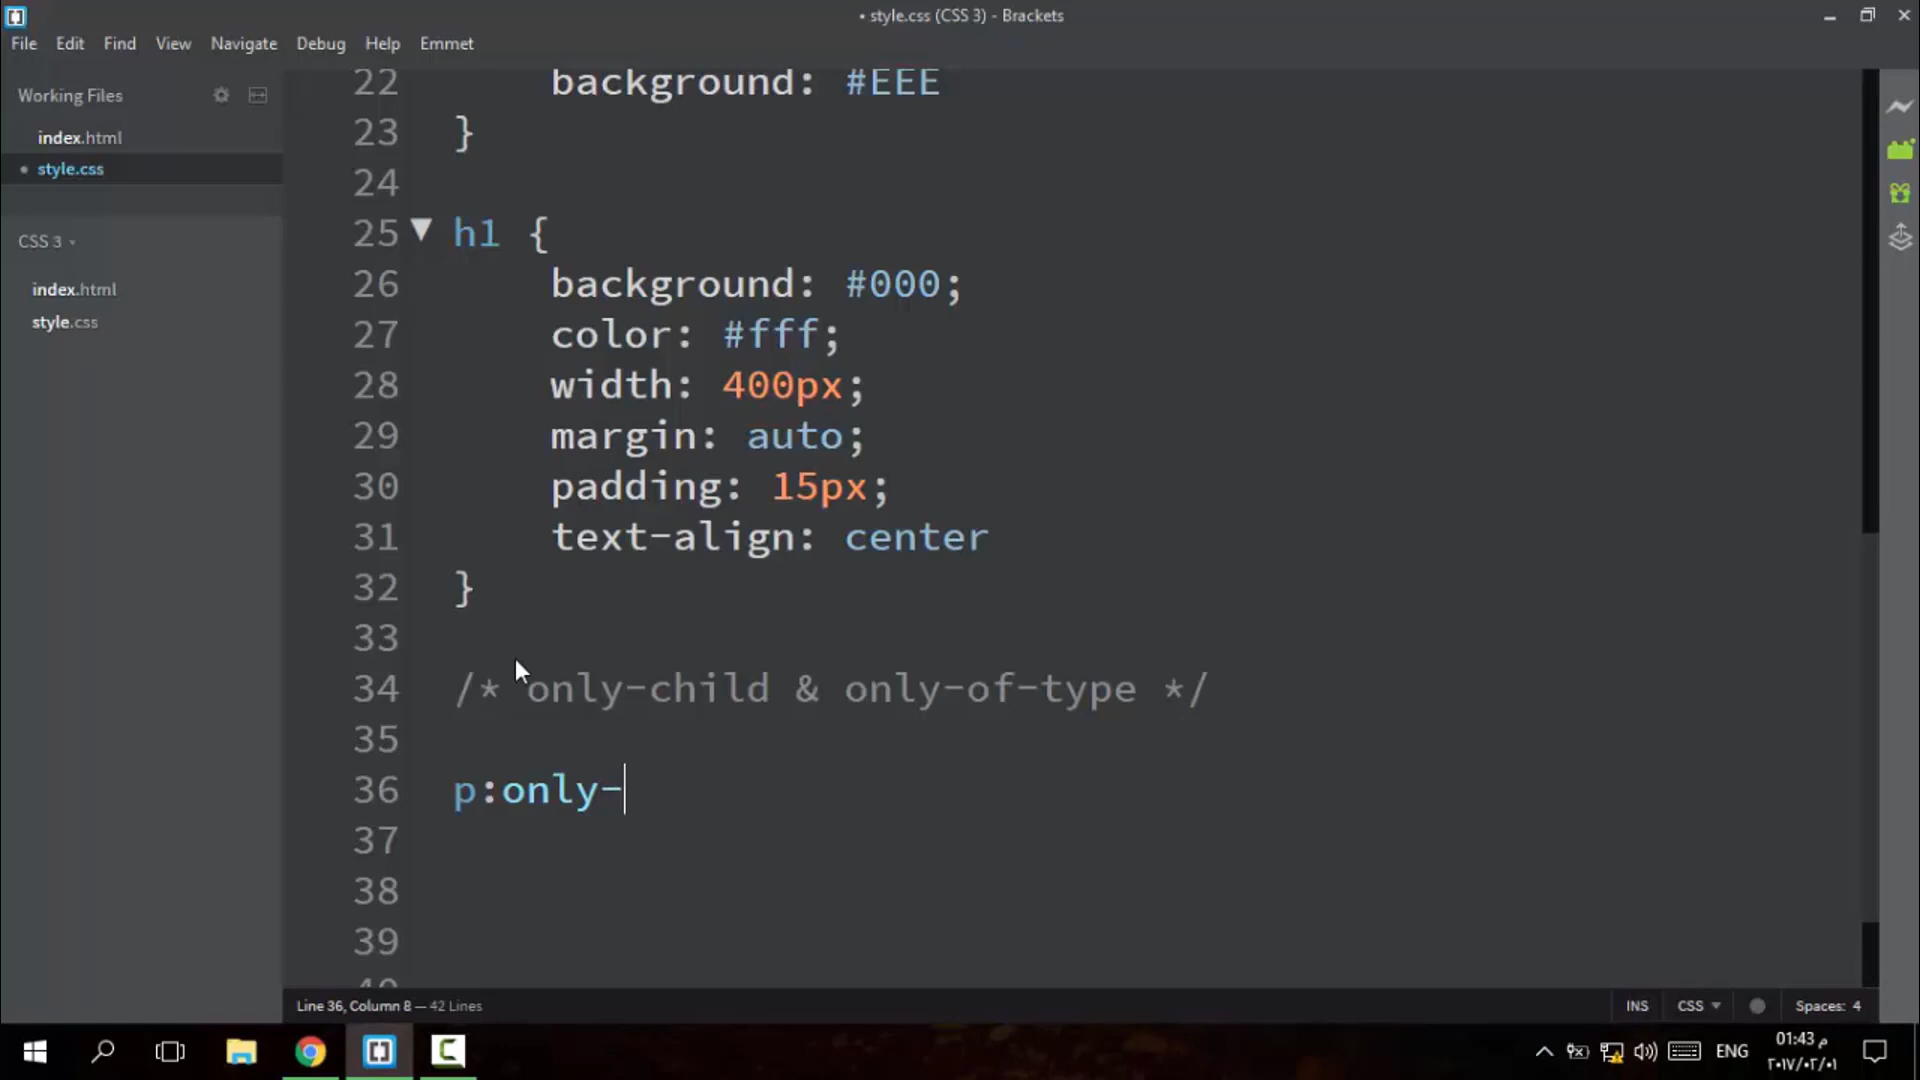 • style.css (CSS 3) - Brackets
File Edit Find View Navigate Debug Help Emmet
Working Files
index.html
• style.css
CSS 3
index.html
style.css
22 background: #EEE
23 }
24
25 h1 {
26 background: #000;
27 color: #fff;
28 width: 400px;
29 margin: auto;
30 padding: 15px;
31 text-align: center
32 }
33
34 /* only-child & only-of-type */
35
36 p:only-
37
38
39
Line 36, Column 8 — 42 Lines
INS CSS Spaces: 4
ENG
01:43 م
٢٠١٧/٠٢/٠١